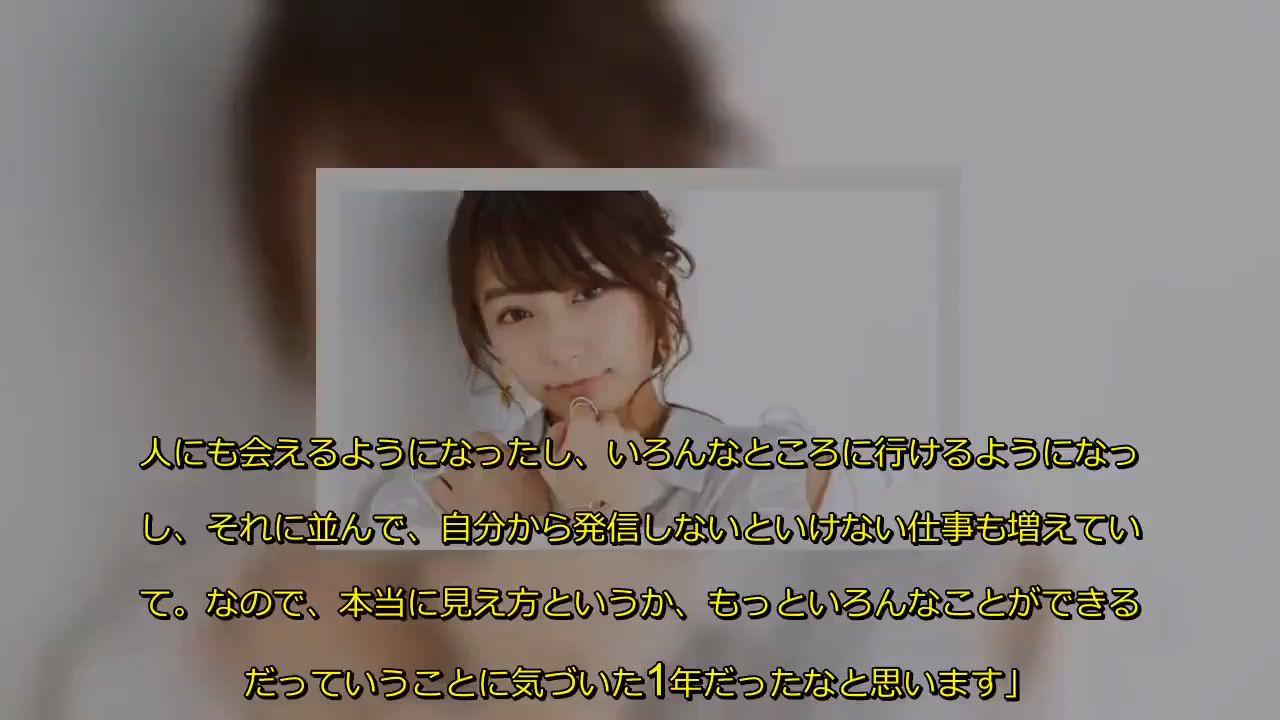 人にも会えるようになったし、いろんなところに行けるようになっ
し、それに並んで、自分から発信しないといけない仕事も増えてい
て。なので、本当に見え方というか、もっといろんなことができる
だっていうことに気づいた1年だったなと思います」